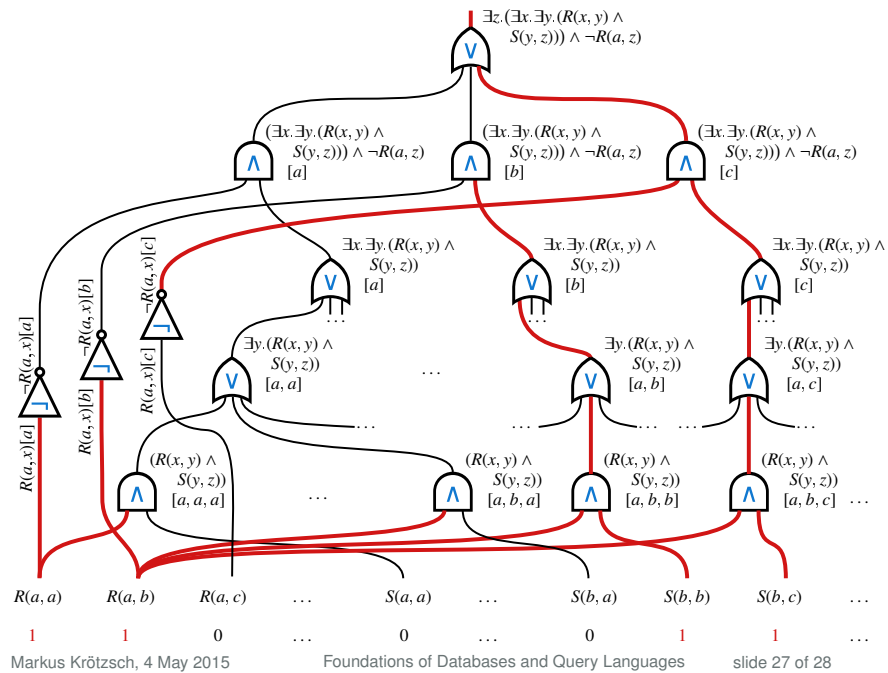 ∃z.(∃x.∃y.(R(x, y) ∧
S(y, z))) ∧ ¬R(a, z)
∨
(∃x.∃y.(R(x, y) ∧
S(y, z))) ∧ ¬R(a, z)
[a]
∧
(∃x.∃y.(R(x, y) ∧
S(y, z))) ∧ ¬R(a, z)
[b]
∧
(∃x.∃y.(R(x, y) ∧
S(y, z))) ∧ ¬R(a, z)
[c]
∧
∃x.∃y.(R(x, y) ∧
S(y, z))
[a]
∨
...
∃x.∃y.(R(x, y) ∧
S(y, z))
[b]
∨
...
∃x.∃y.(R(x, y) ∧
S(y, z))
[c]
∨
...
¬R(a, x)[a]
¬
R(a, x)[a]
¬R(a, x)[b]
¬
R(a, x)[b]
¬R(a, x)[c]
¬
R(a, x)[c]
∃y.(R(x, y) ∧
S(y, z))
[a, a]
∨
...
∃y.(R(x, y) ∧
S(y, z))
[a, b]
∨
∃y.(R(x, y) ∧
S(y, z))
[a, c]
∨
... ... ... ... ...
(R(x, y) ∧
S(y, z))
[a, a, a]
∧
...
(R(x, y) ∧
S(y, z))
[a, b, a]
∧
(R(x, y) ∧
S(y, z))
[a, b, b]
∧
(R(x, y) ∧
S(y, z))
[a, b, c]
∧
...
R(a, a) R(a, b) R(a, c) ... S(a, a) ... S(b, a) S(b, b) S(b, c) ...
1 1 0 ... 0 ... 0 1 1 ...
Markus Krötzsch, 4 May 2015 Foundations of Databases and Query Languages slide 27 of 28